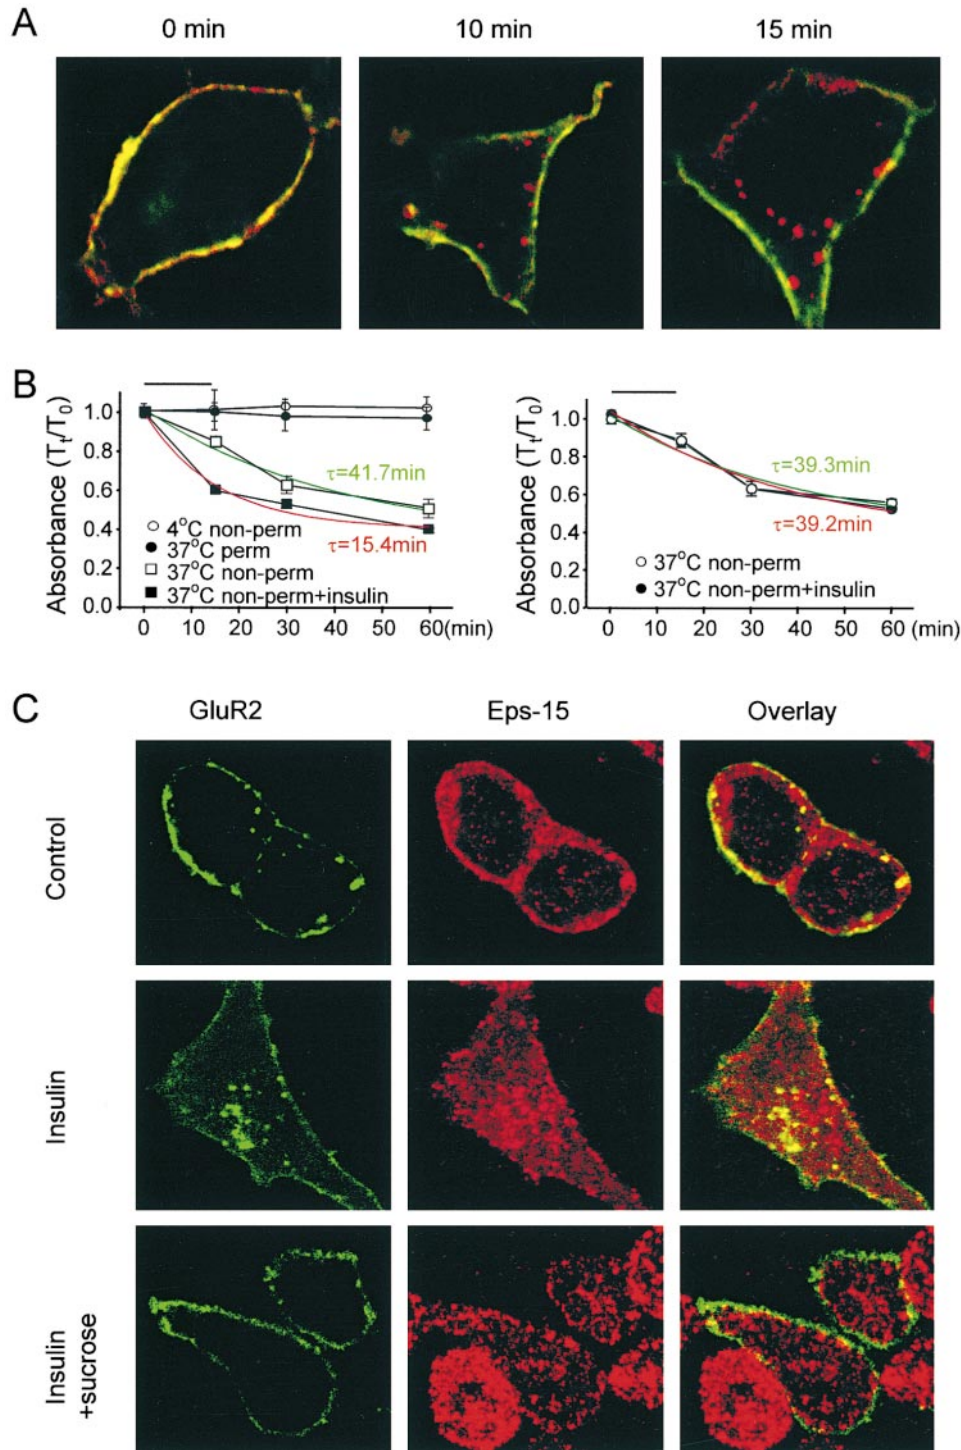 A
0 min
10 min
15 min
B
Absorbance (Tt/T0)
1.0
0.8
0.6
0.4
0.2
0.0
τ=41.7min
τ=15.4min
4°C non-perm
37°C perm
37°C non-perm
37°C non-perm+insulin
0 10 20 30 40 50 60(min)
Absorbance (Tt/T0)
1.0
0.8
0.6
0.4
0.2
0.0
τ=39.3min
τ=39.2min
37°C non-perm
37°C non-perm+insulin
0 10 20 30 40 50 60 (min)
C
GluR2
Eps-15
Overlay
Control
Insulin
Insulin
+sucrose